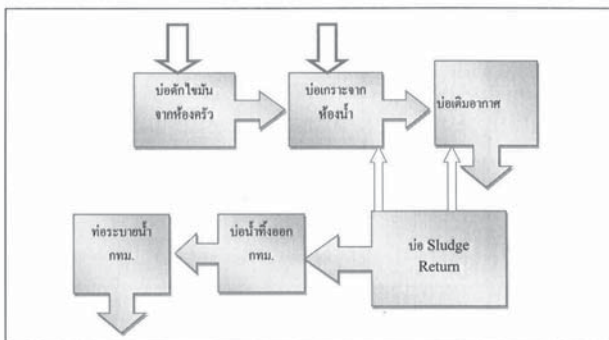 บ่อดักไขมัน
จากห้องครัว
บ่อเกราะจาก
ห้องน้ำ
บ่อเติมอากาศ
ท่อระบายน้ำ
กทม.
บ่อน้ำทิ้งออก
กทม.
บ่อ Sludge
Return